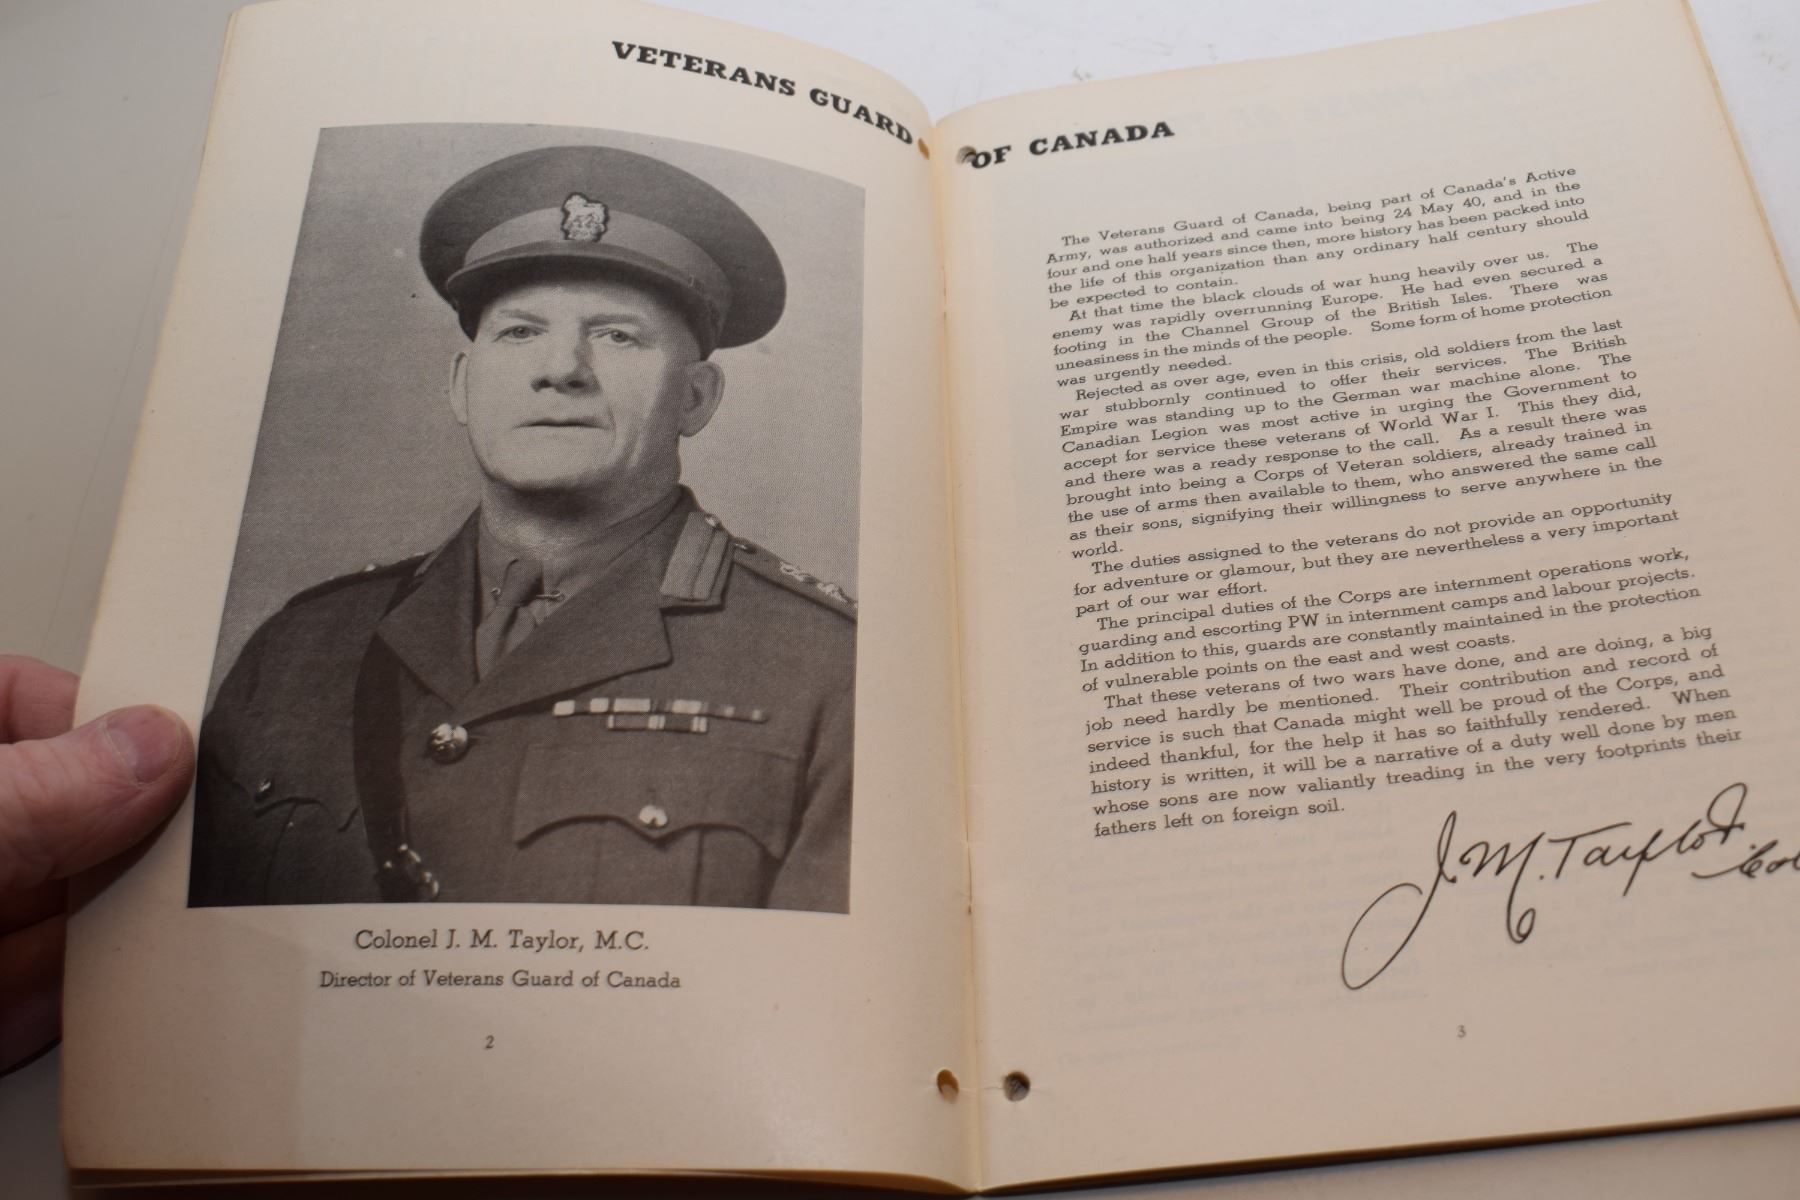 VETERANS GUARD OF CANADA
Colonel J. M. Taylor, M.C.
Director of Veterans Guard of Canada
2
The Veterans Guard of Canada, being part of Canada's Active
Army, was authorized and came into being 24 May 40, and in the
four and one half years since then, more history has been packed into
the life of this organization than any ordinary half century should
be expected to contain.
At that time the black clouds of war hung heavily over us. The
enemy was rapidly overrunning Europe. He had even secured a
footing in the Channel Group of the British Isles. There was
uneasiness in the minds of the people. Some form of home protection
was urgently needed.
Rejected as over age, even in this crisis, old soldiers from the last
war stubbornly continued to offer their services. The British
Empire was standing up to the German war machine alone. The
Canadian Legion was most active in urging the Government to
accept for service these veterans of World War I. This they did,
and there was a ready response to the call. As a result there was
brought into being a Corps of Veteran soldiers, already trained in
the use of arms then available to them, who answered the same call
as their sons, signifying their willingness to serve anywhere in the
world.
The duties assigned to the veterans do not provide an opportunity
for adventure or glamour, but they are nevertheless a very important
part of our war effort.
The principal duties of the Corps are internment operations work,
guarding and escorting PW in internment camps and labour projects.
In addition to this, guards are constantly maintained in the protection
of vulnerable points on the east and west coasts.
That these veterans of two wars have done, and are doing, a big
job need hardly be mentioned. Their contribution and record of
service is such that Canada might well be proud of the Corps, and
indeed thankful, for the help it has so faithfully rendered. When
history is written, it will be a narrative of a duty well done by men
whose sons are now valiantly treading in the very footprints their
fathers left on foreign soil.
J. M. Taylor. Col
3